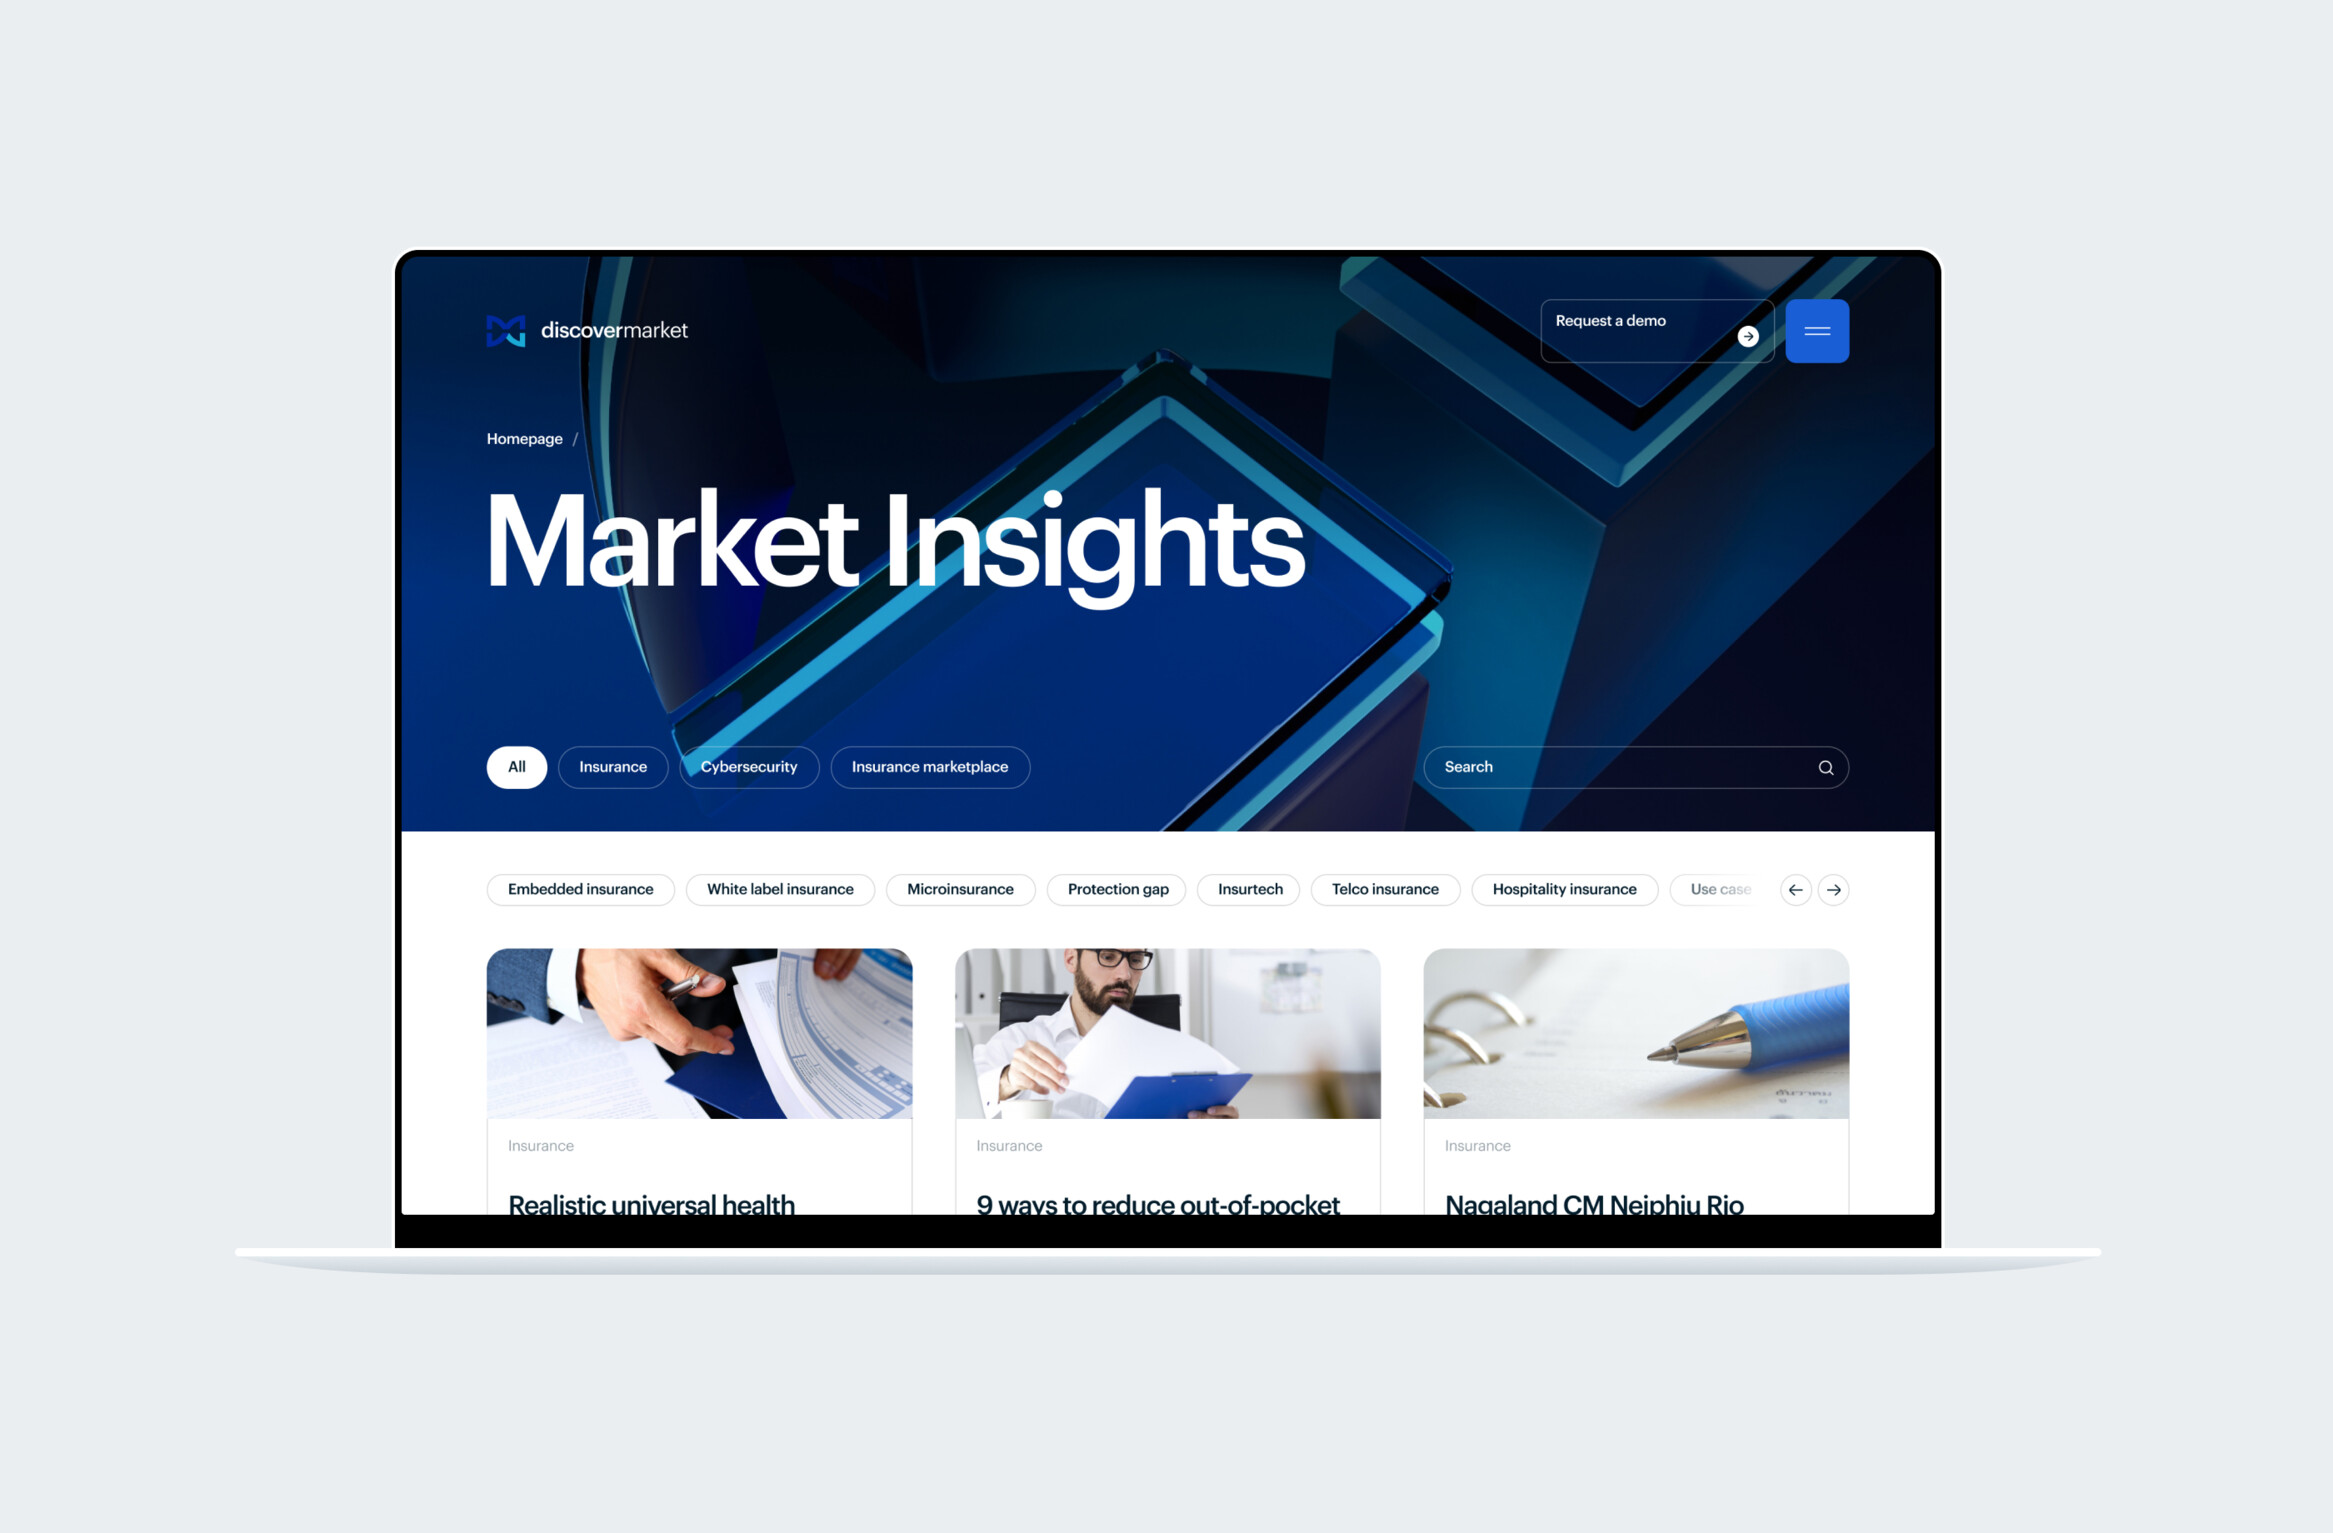 discovermarket
Request a demo
Homepage /
Market Insights
All
Insurance
Cybersecurity
Insurance marketplace
Search
Embedded insurance
White label insurance
Microinsurance
Protection gap
Insurtech
Telco insurance
Hospitality insurance
Use case
Insurance
Insurance
Insurance
Realistic universal health
9 ways to reduce out-of-pocket
Nagaland CM Neiphiu Rio